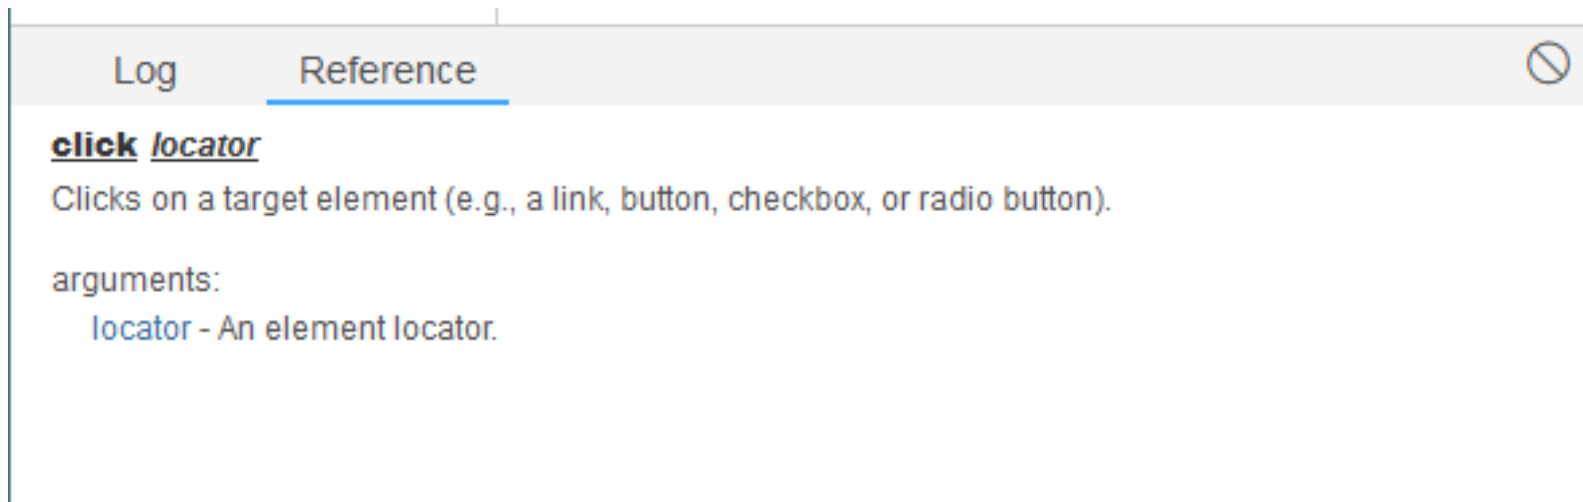 Log Reference
click locator
Clicks on a target element (e.g., a link, button, checkbox, or radio button).
arguments:
locator - An element locator.